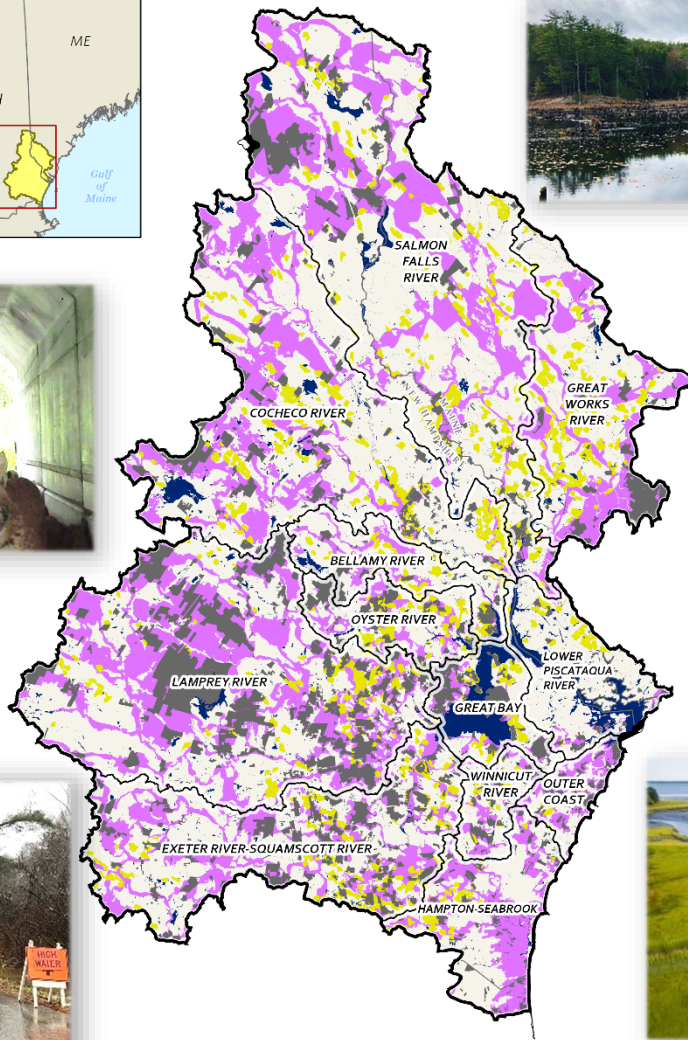 ME
Gulf
of
Maine
SALMON
FALLS
RIVER
GREAT
WORKS
RIVER
COCHECO RIVER
MAINE
BELLAMY RIVER
OYSTER RIVER
LOWER
PISCATAQUA
RIVER
LAMPREY RIVER
GREAT BAY
WINNICUT
RIVER
OUTER
COAST
EXETER RIVER-SQUAMSCOTT RIVER
HAMPTON-SEABROOK
HIGH
WATER